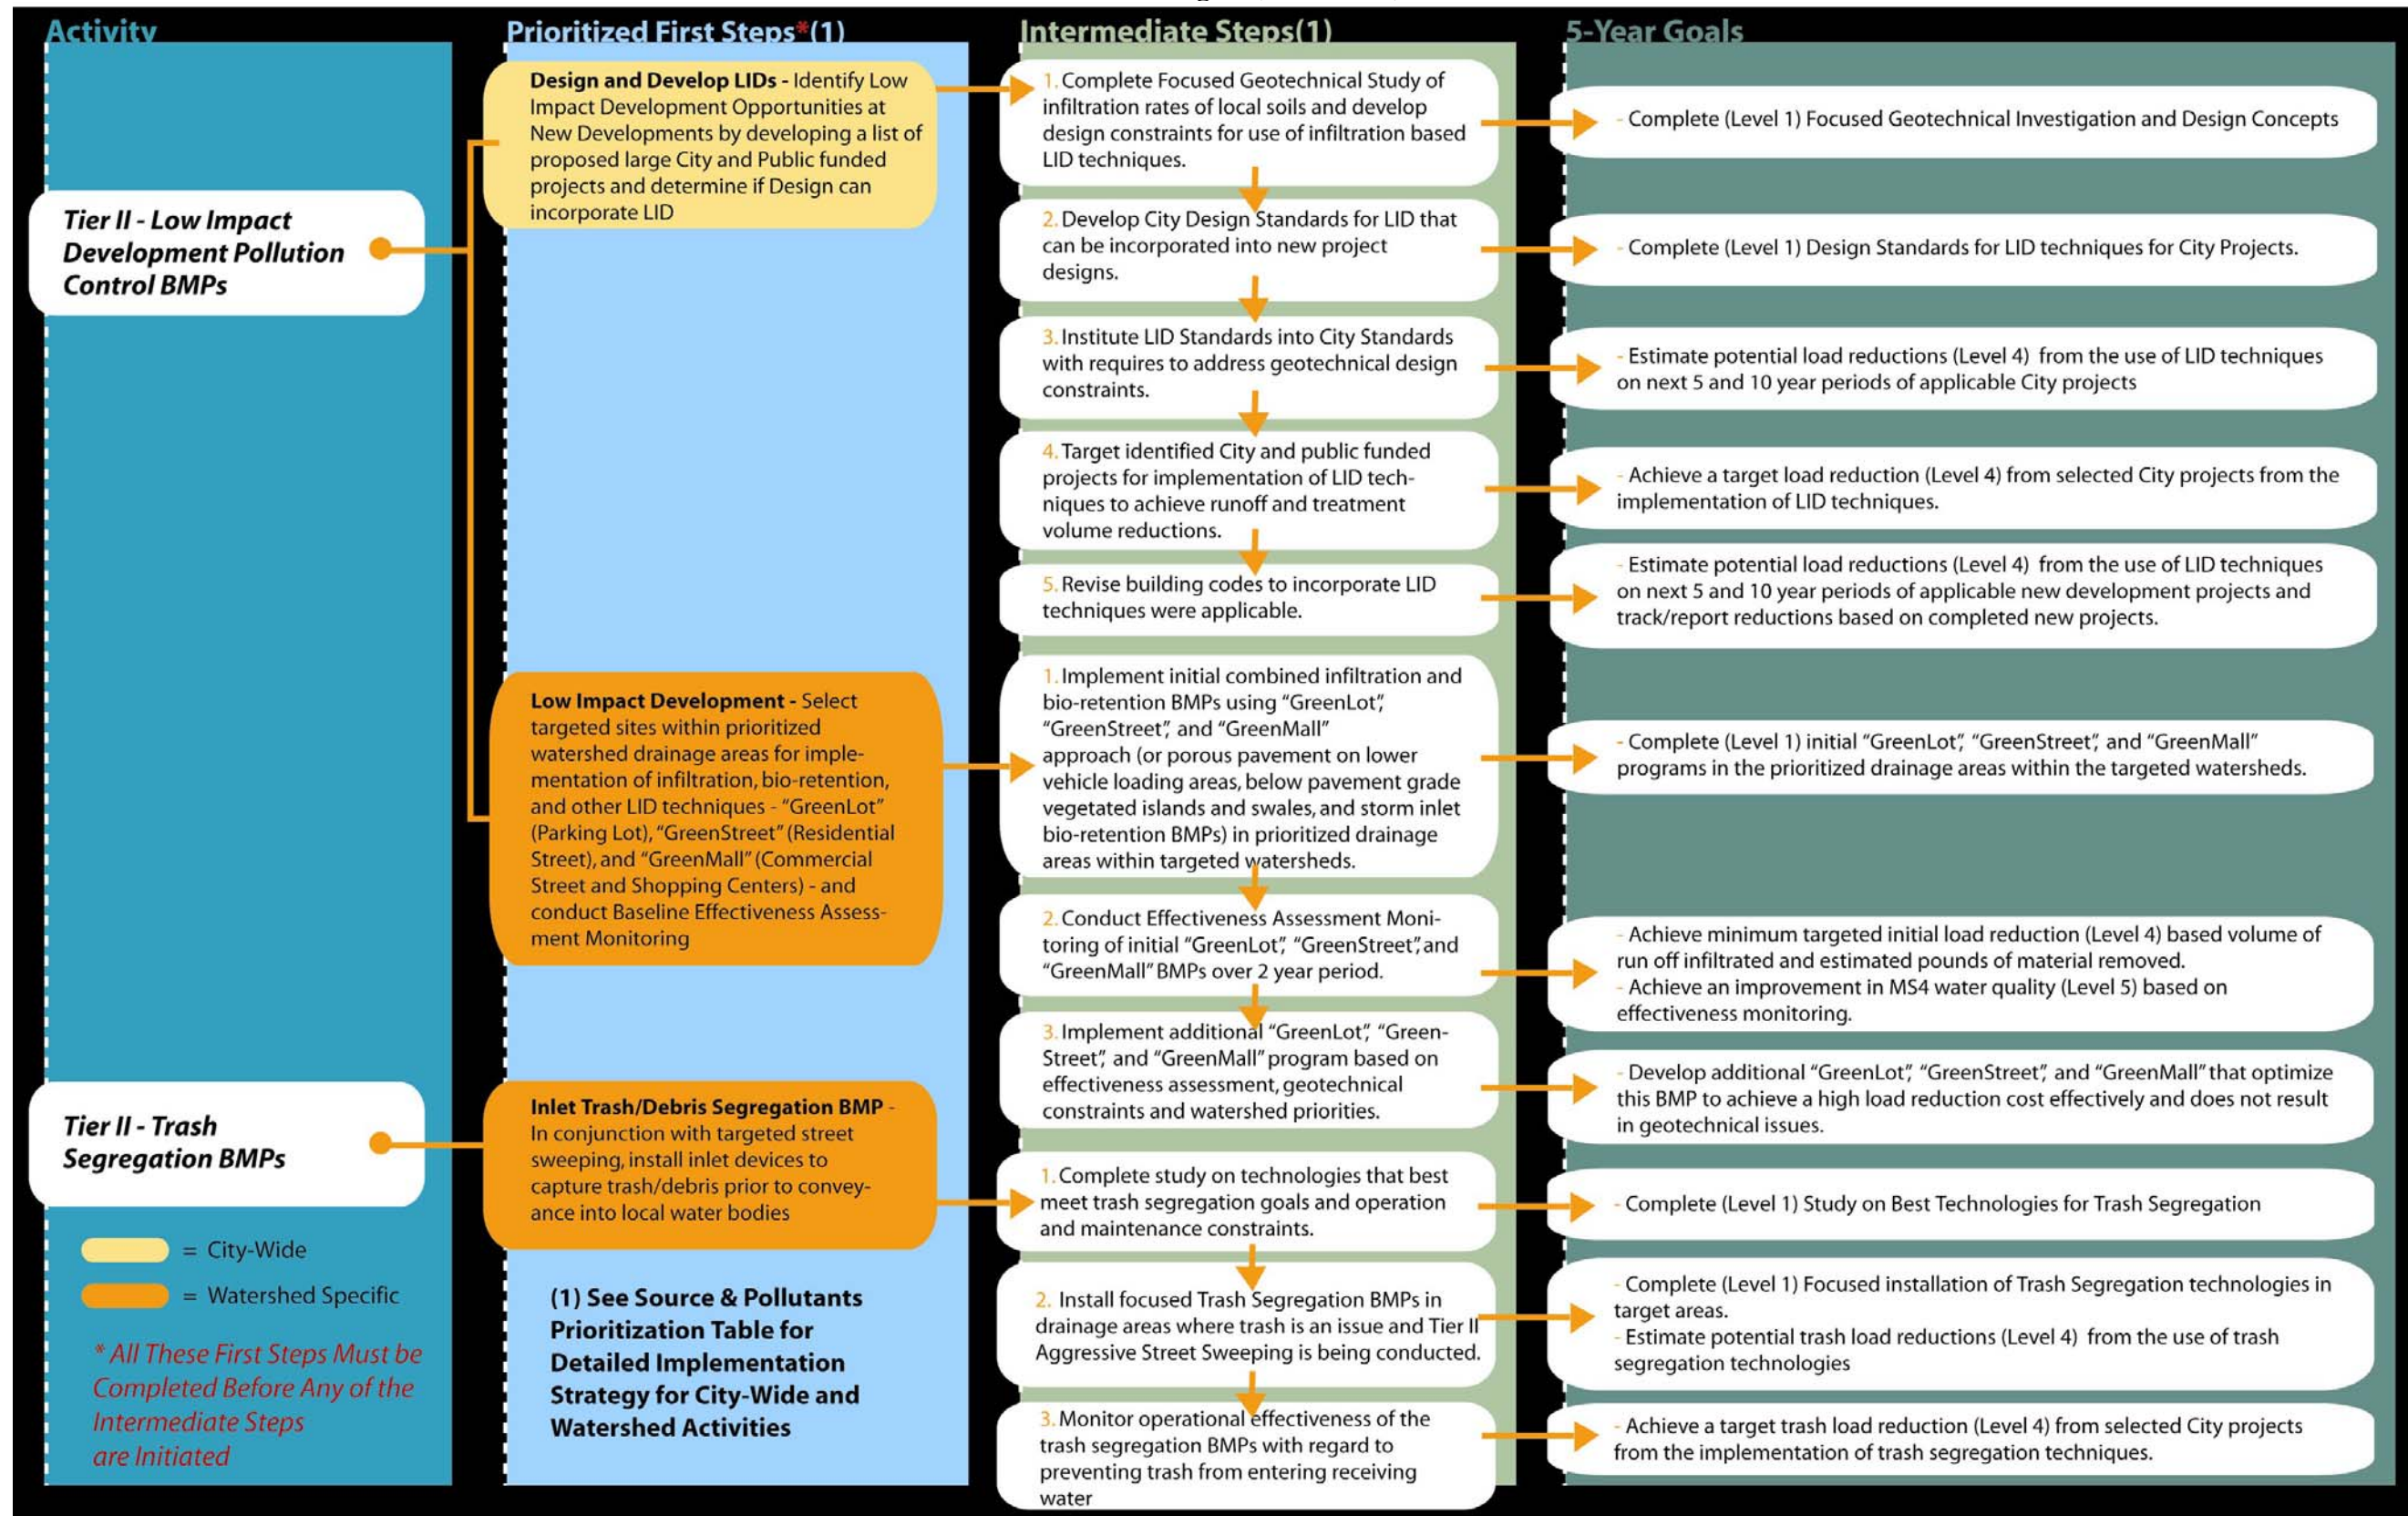 Activity
Prioritized First Steps*(1)
Intermediate Steps(1)
5-Year Goals
Tier II - Low Impact
Development Pollution
Control BMPs
Design and Develop LIDs - Identify Low
Impact Development Opportunities at
New Developments by developing a list of
proposed large City and Public funded
projects and determine if Design can
incorporate LID
1. Complete Focused Geotechnical Study of
infiltration rates of local soils and develop
design constraints for use of infiltration based
LID techniques.
- Complete (Level 1) Focused Geotechnical Investigation and Design Concepts
2. Develop City Design Standards for LID that
can be incorporated into new project
designs.
- Complete (Level 1) Design Standards for LID techniques for City Projects.
3. Institute LID Standards into City Standards
with requires to address geotechnical design
constraints.
- Estimate potential load reductions (Level 4) from the use of LID techniques
on next 5 and 10 year periods of applicable City projects
4. Target identified City and public funded
projects for implementation of LID tech-
niques to achieve runoff and treatment
volume reductions.
- Achieve a target load reduction (Level 4) from selected City projects from the
implementation of LID techniques.
5. Revise building codes to incorporate LID
techniques were applicable.
- Estimate potential load reductions (Level 4) from the use of LID techniques
on next 5 and 10 year periods of applicable new development projects and
track/report reductions based on completed new projects.
Low Impact Development - Select
targeted sites within prioritized
watershed drainage areas for imple-
mentation of infiltration, bio-retention,
and other LID techniques - "GreenLot"
(Parking Lot), "GreenStreet" (Residential
Street), and "GreenMall" (Commercial
Street and Shopping Centers) - and
conduct Baseline Effectiveness Assess-
ment Monitoring
1. Implement initial combined infiltration and
bio-retention BMPs using "GreenLot",
"GreenStreet", and "GreenMall"
approach (or porous pavement on lower
vehicle loading areas, below pavement grade
vegetated islands and swales, and storm inlet
bio-retention BMPs) in prioritized drainage
areas within targeted watersheds.
- Complete (Level 1) initial "GreenLot", "GreenStreet", and "GreenMall"
programs in the prioritized drainage areas within the targeted watersheds.
2. Conduct Effectiveness Assessment Moni-
toring of initial "GreenLot", "GreenStreet", and
"GreenMall" BMPs over 2 year period.
- Achieve minimum targeted initial load reduction (Level 4) based volume of
run off infiltrated and estimated pounds of material removed.
- Achieve an improvement in MS4 water quality (Level 5) based on
effectiveness monitoring.
3. Implement additional "GreenLot", "Green-
Street", and "GreenMall" program based on
effectiveness assessment, geotechnical
constraints and watershed priorities.
- Develop additional "GreenLot", "GreenStreet", and "GreenMall" that optimize
this BMP to achieve a high load reduction cost effectively and does not result
in geotechnical issues.
Tier II - Trash
Segregation BMPs
Inlet Trash/Debris Segregation BMP -
In conjunction with targeted street
sweeping, install inlet devices to
capture trash/debris prior to convey-
ance into local water bodies
1. Complete study on technologies that best
meet trash segregation goals and operation
and maintenance constraints.
- Complete (Level 1) Study on Best Technologies for Trash Segregation
2. Install focused Trash Segregation BMPs in
drainage areas where trash is an issue and Tier II
Aggressive Street Sweeping is being conducted.
- Complete (Level 1) Focused installation of Trash Segregation technologies in
target areas.
- Estimate potential trash load reductions (Level 4) from the use of trash
segregation technologies
3. Monitor operational effectiveness of the
trash segregation BMPs with regard to
preventing trash from entering receiving
water
- Achieve a target trash load reduction (Level 4) from selected City projects
from the implementation of trash segregation techniques.
= City-Wide
= Watershed Specific
* All These First Steps Must be
Completed Before Any of the
Intermediate Steps
are Initiated
(1) See Source & Pollutants
Prioritization Table for
Detailed Implementation
Strategy for City-Wide and
Watershed Activities